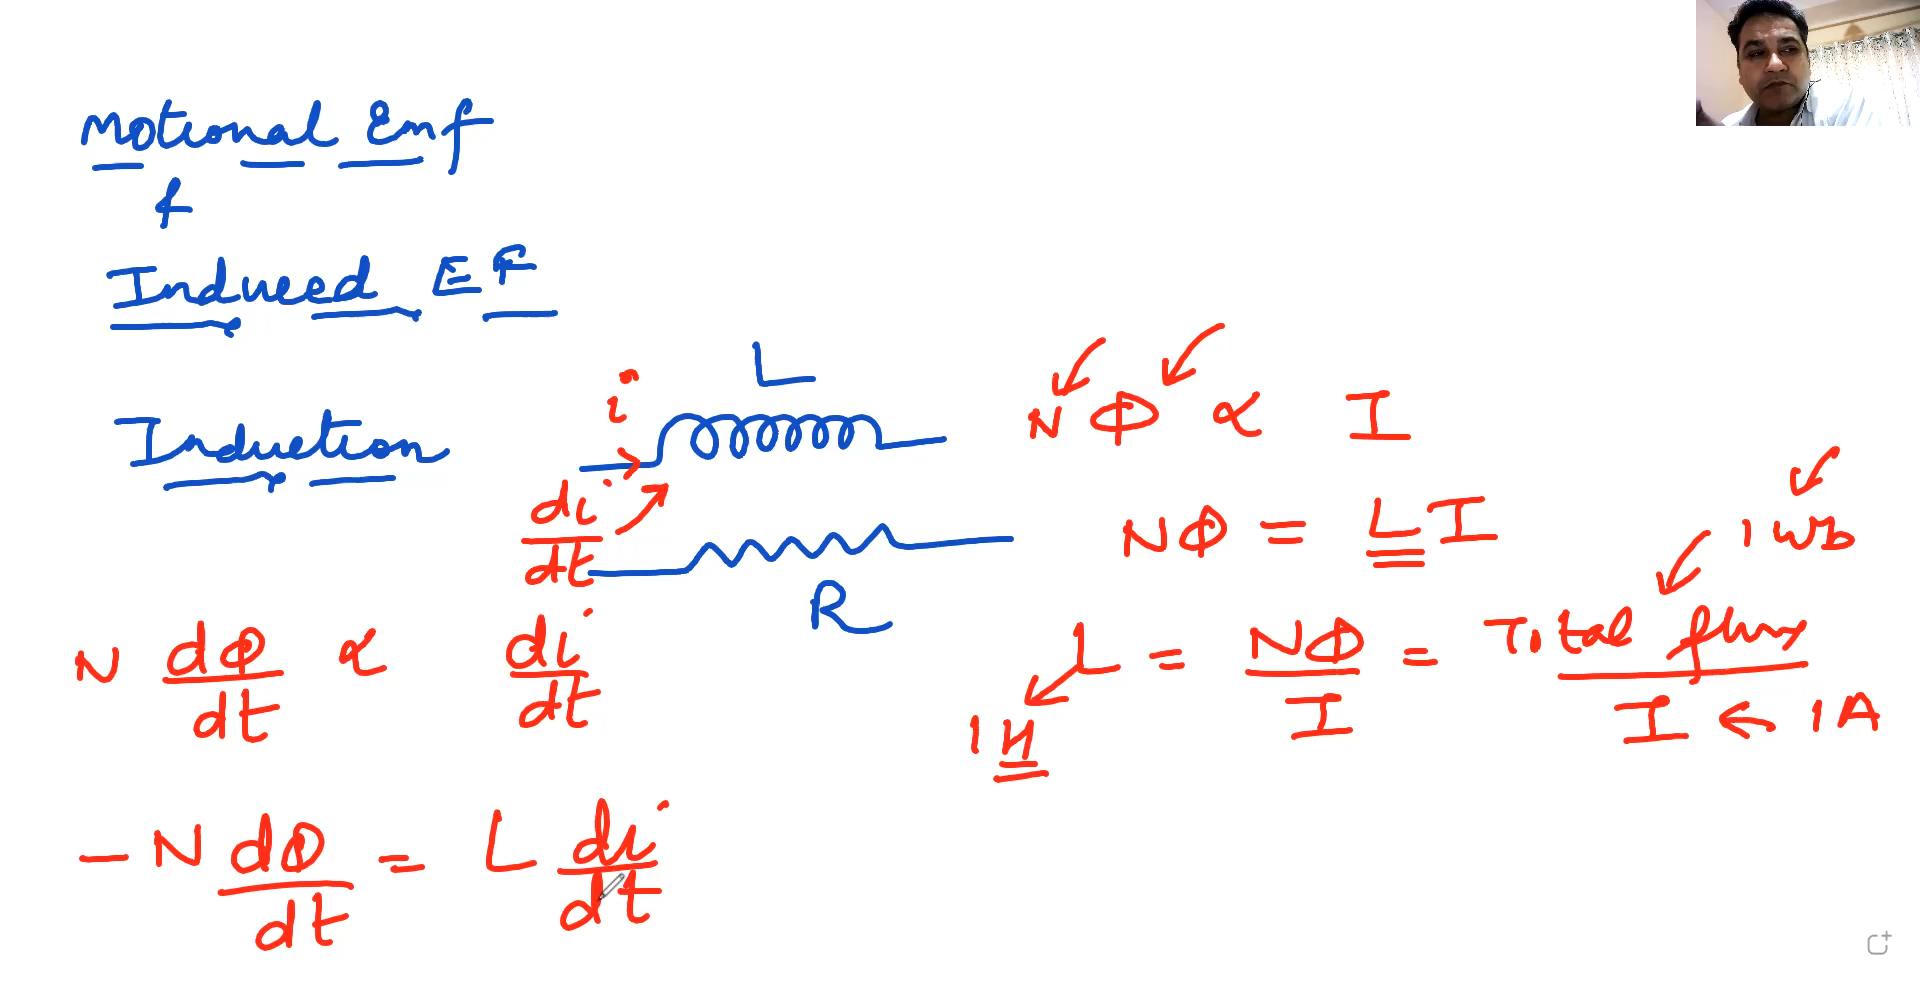 Motional Emf
&
Induced EF
Induction
L
i
di/dt
R
N dΦ/dt ∝ di/dt
- N dΦ/dt = L di/dt
N Φ ∝ I
NΦ = L I
1 Wb
L = NΦ/I = Total flux/I ← 1A
1 H